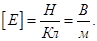 [E] = Н/Кл = В/м.